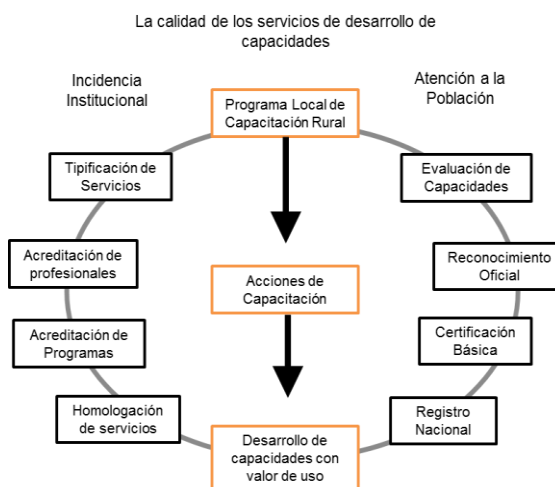 La calidad de los servicios de desarrollo de
capacidades
Incidencia
Institucional
Atención a la
Población
Programa Local de
Capacitación Rural
Tipificación de
Servicios
Evaluación de
Capacidades
Acreditación de
profesionales
Reconocimiento
Oficial
Acciones de
Capacitación
Acreditación de
Programas
Certificación
Básica
Homologación
de servicios
Registro
Nacional
Desarrollo de
capacidades con
valor de uso